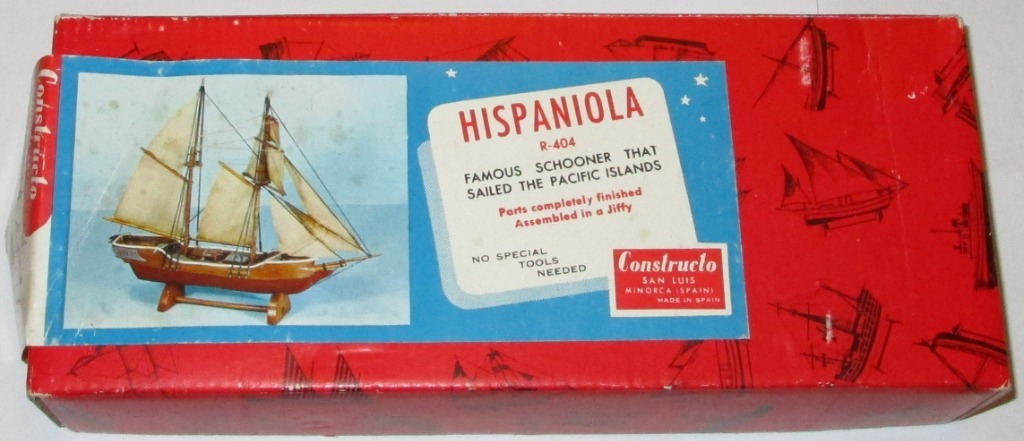 Constructo
HISPANIOLA
R-404
FAMOUS SCHOONER THAT
SAILED THE PACIFIC ISLANDS
Parts completely finished
Assembled in a Jiffy
NO SPECIAL
TOOLS
NEEDED
Constructo
SAN LUIS
MINORCA (SPAIN)
MADE IN SPAIN